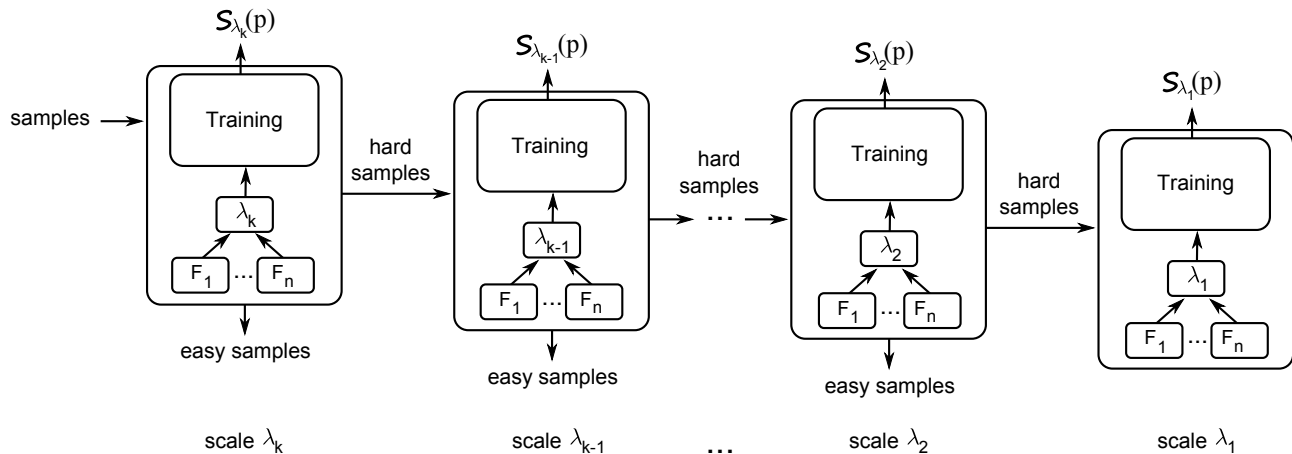 S_λk(p)
samples
Training
λk
F1 ... Fn
easy samples
scale λk
hard
samples
S_λk-1(p)
Training
λk-1
F1 ... Fn
easy samples
scale λk-1
hard
samples
...
...
S_λ2(p)
Training
λ2
F1 ... Fn
easy samples
scale λ2
hard
samples
S_λ1(p)
Training
λ1
F1 ... Fn
scale λ1